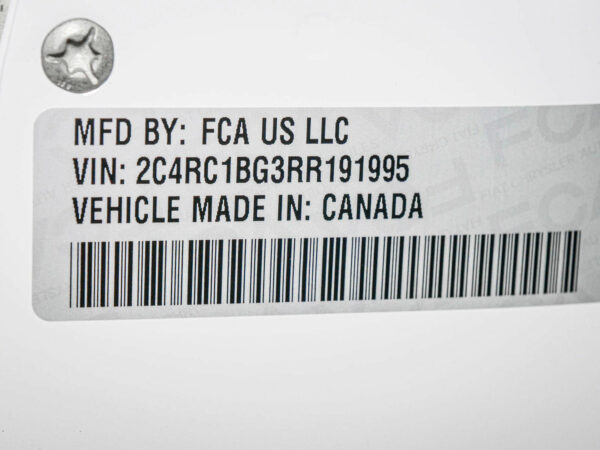 MFD BY: FCA US LLC
VIN: 2C4RC1BG3RR191995
VEHICLE MADE IN: CANADA